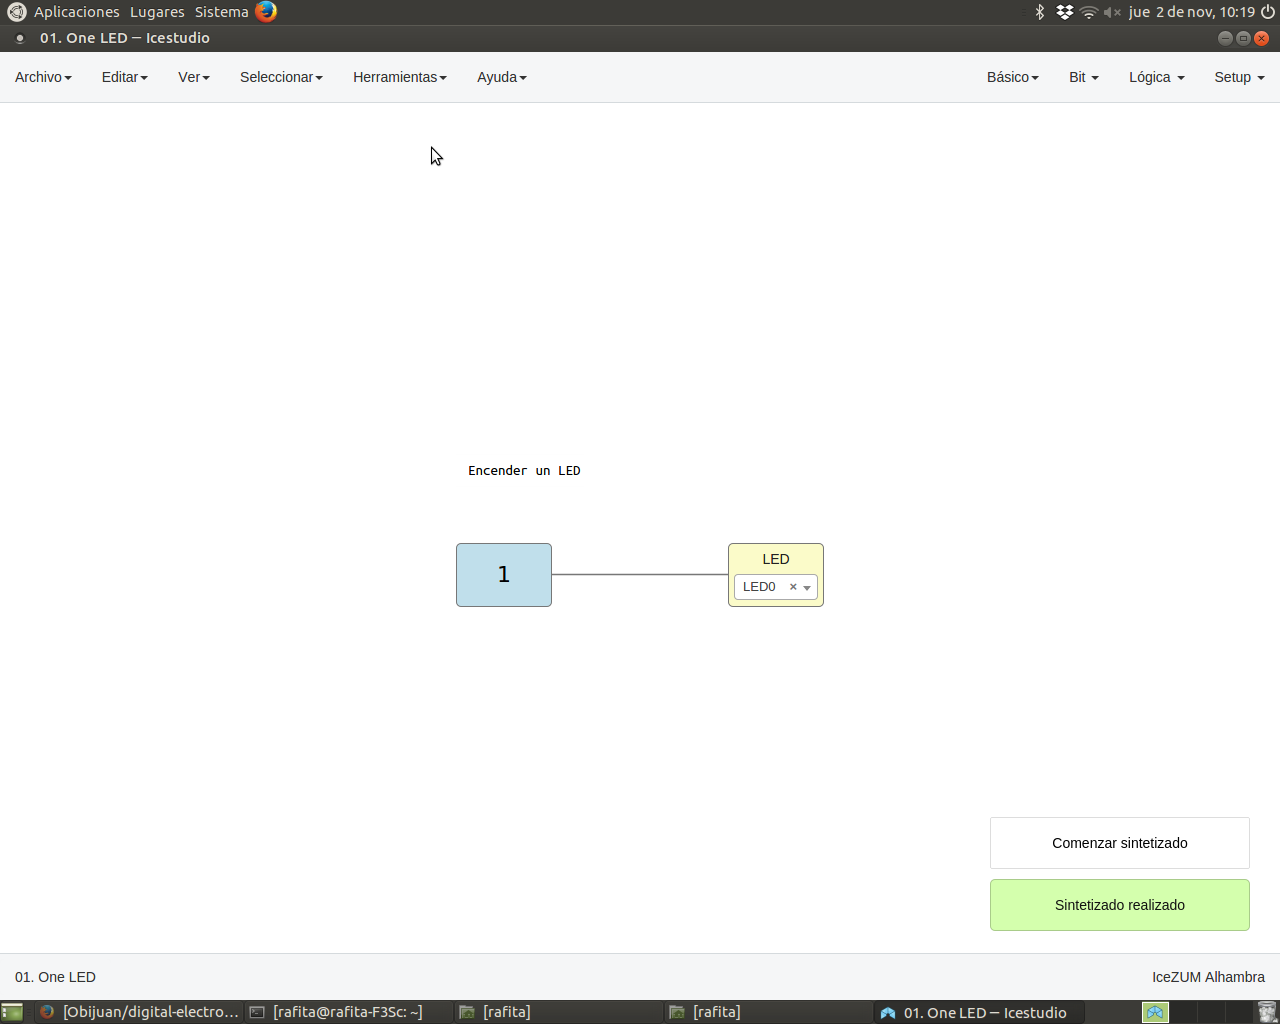 Aplicaciones Lugares Sistema jue 2 de nov, 10:19
01. One LED — Icestudio
Archivo Editar Ver Seleccionar Herramientas Ayuda Básico Bit Lógica Setup
Encender un LED
1
LED
LED0 ×
Comenzar sintetizado
Sintetizado realizado
01. One LED IceZUM Alhambra
[Obijuan/digital-electro... [rafita@rafita-F3Sc: ~] [rafita] [rafita] 01. One LED — Icestudio